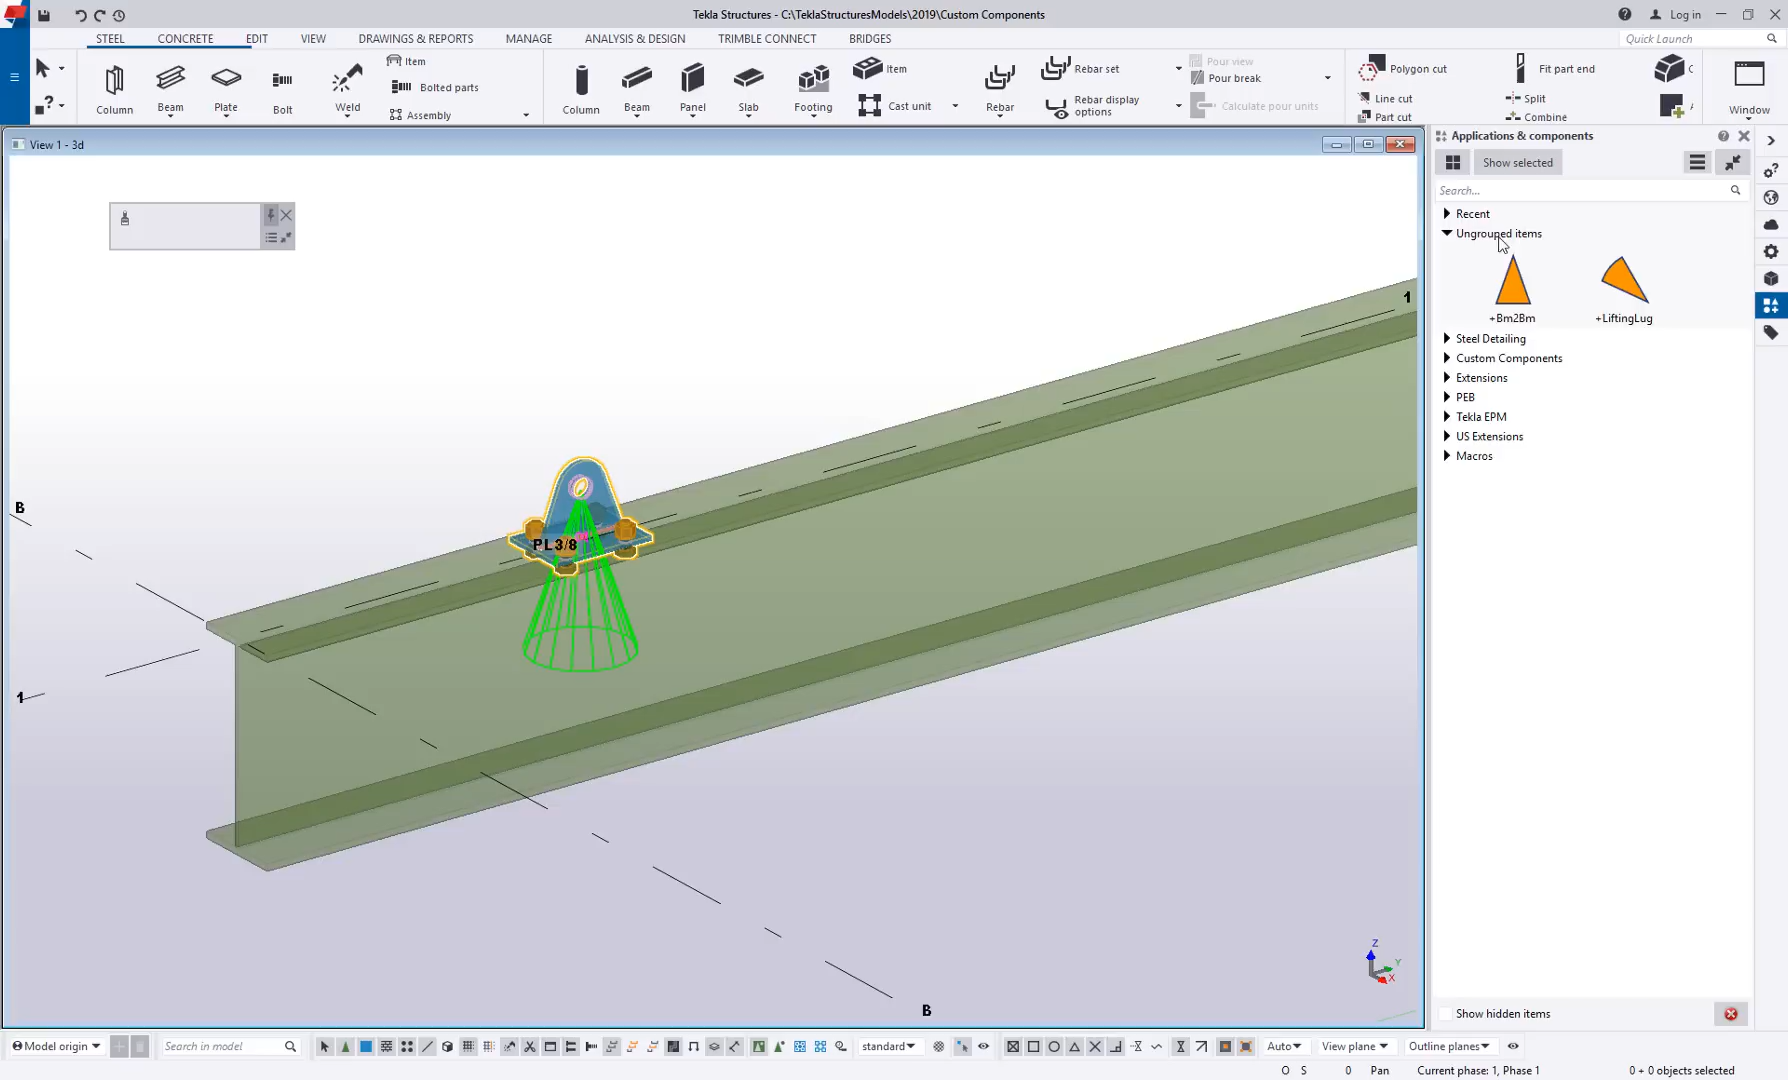 Tekla Structures - C:\TeklaStructuresModels\2019\Custom Components
Log in
STEEL CONCRETE EDIT VIEW DRAWINGS & REPORTS MANAGE ANALYSIS & DESIGN TRIMBLE CONNECT BRIDGES
Quick Launch
Column Beam Plate Bolt Weld
Item
Bolted parts
Assembly
Column Beam Panel Slab Footing
Item
Cast unit
Rebar
Rebar set
Rebar display
options
Pour view
Pour break
Calculate pour units
Polygon cut
Line cut
Part cut
Fit part end
Split
Combine
C
Window
View 1 - 3d
Applications & components
Show selected
Search...
Recent
Ungrouped items
+Bm2Bm
+LiftingLug
Steel Detailing
Custom Components
Extensions
PEB
Tekla EPM
US Extensions
Macros
1
B
PL3/8
1
Z
Y
X
B
Show hidden items
Model origin
Search in model
standard
Auto
View plane
Outline planes
O S 0 Pan Current phase: 1, Phase 1 0 + 0 objects selected